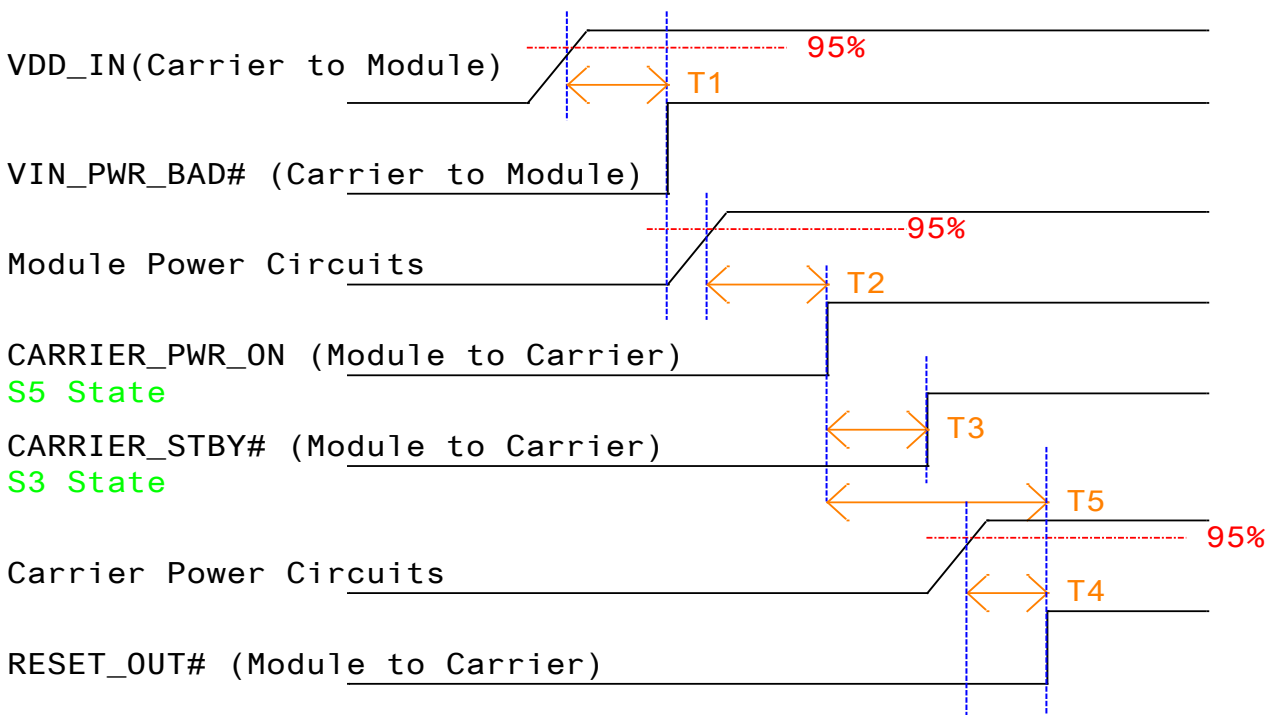 95%
VDD_IN(Carrier to Module)
T1
VIN_PWR_BAD# (Carrier to Module)
95%
Module Power Circuits
T2
CARRIER_PWR_ON (Module to Carrier)
S5 State
T3
CARRIER_STBY# (Module to Carrier)
S3 State
T5
95%
Carrier Power Circuits
T4
RESET_OUT# (Module to Carrier)